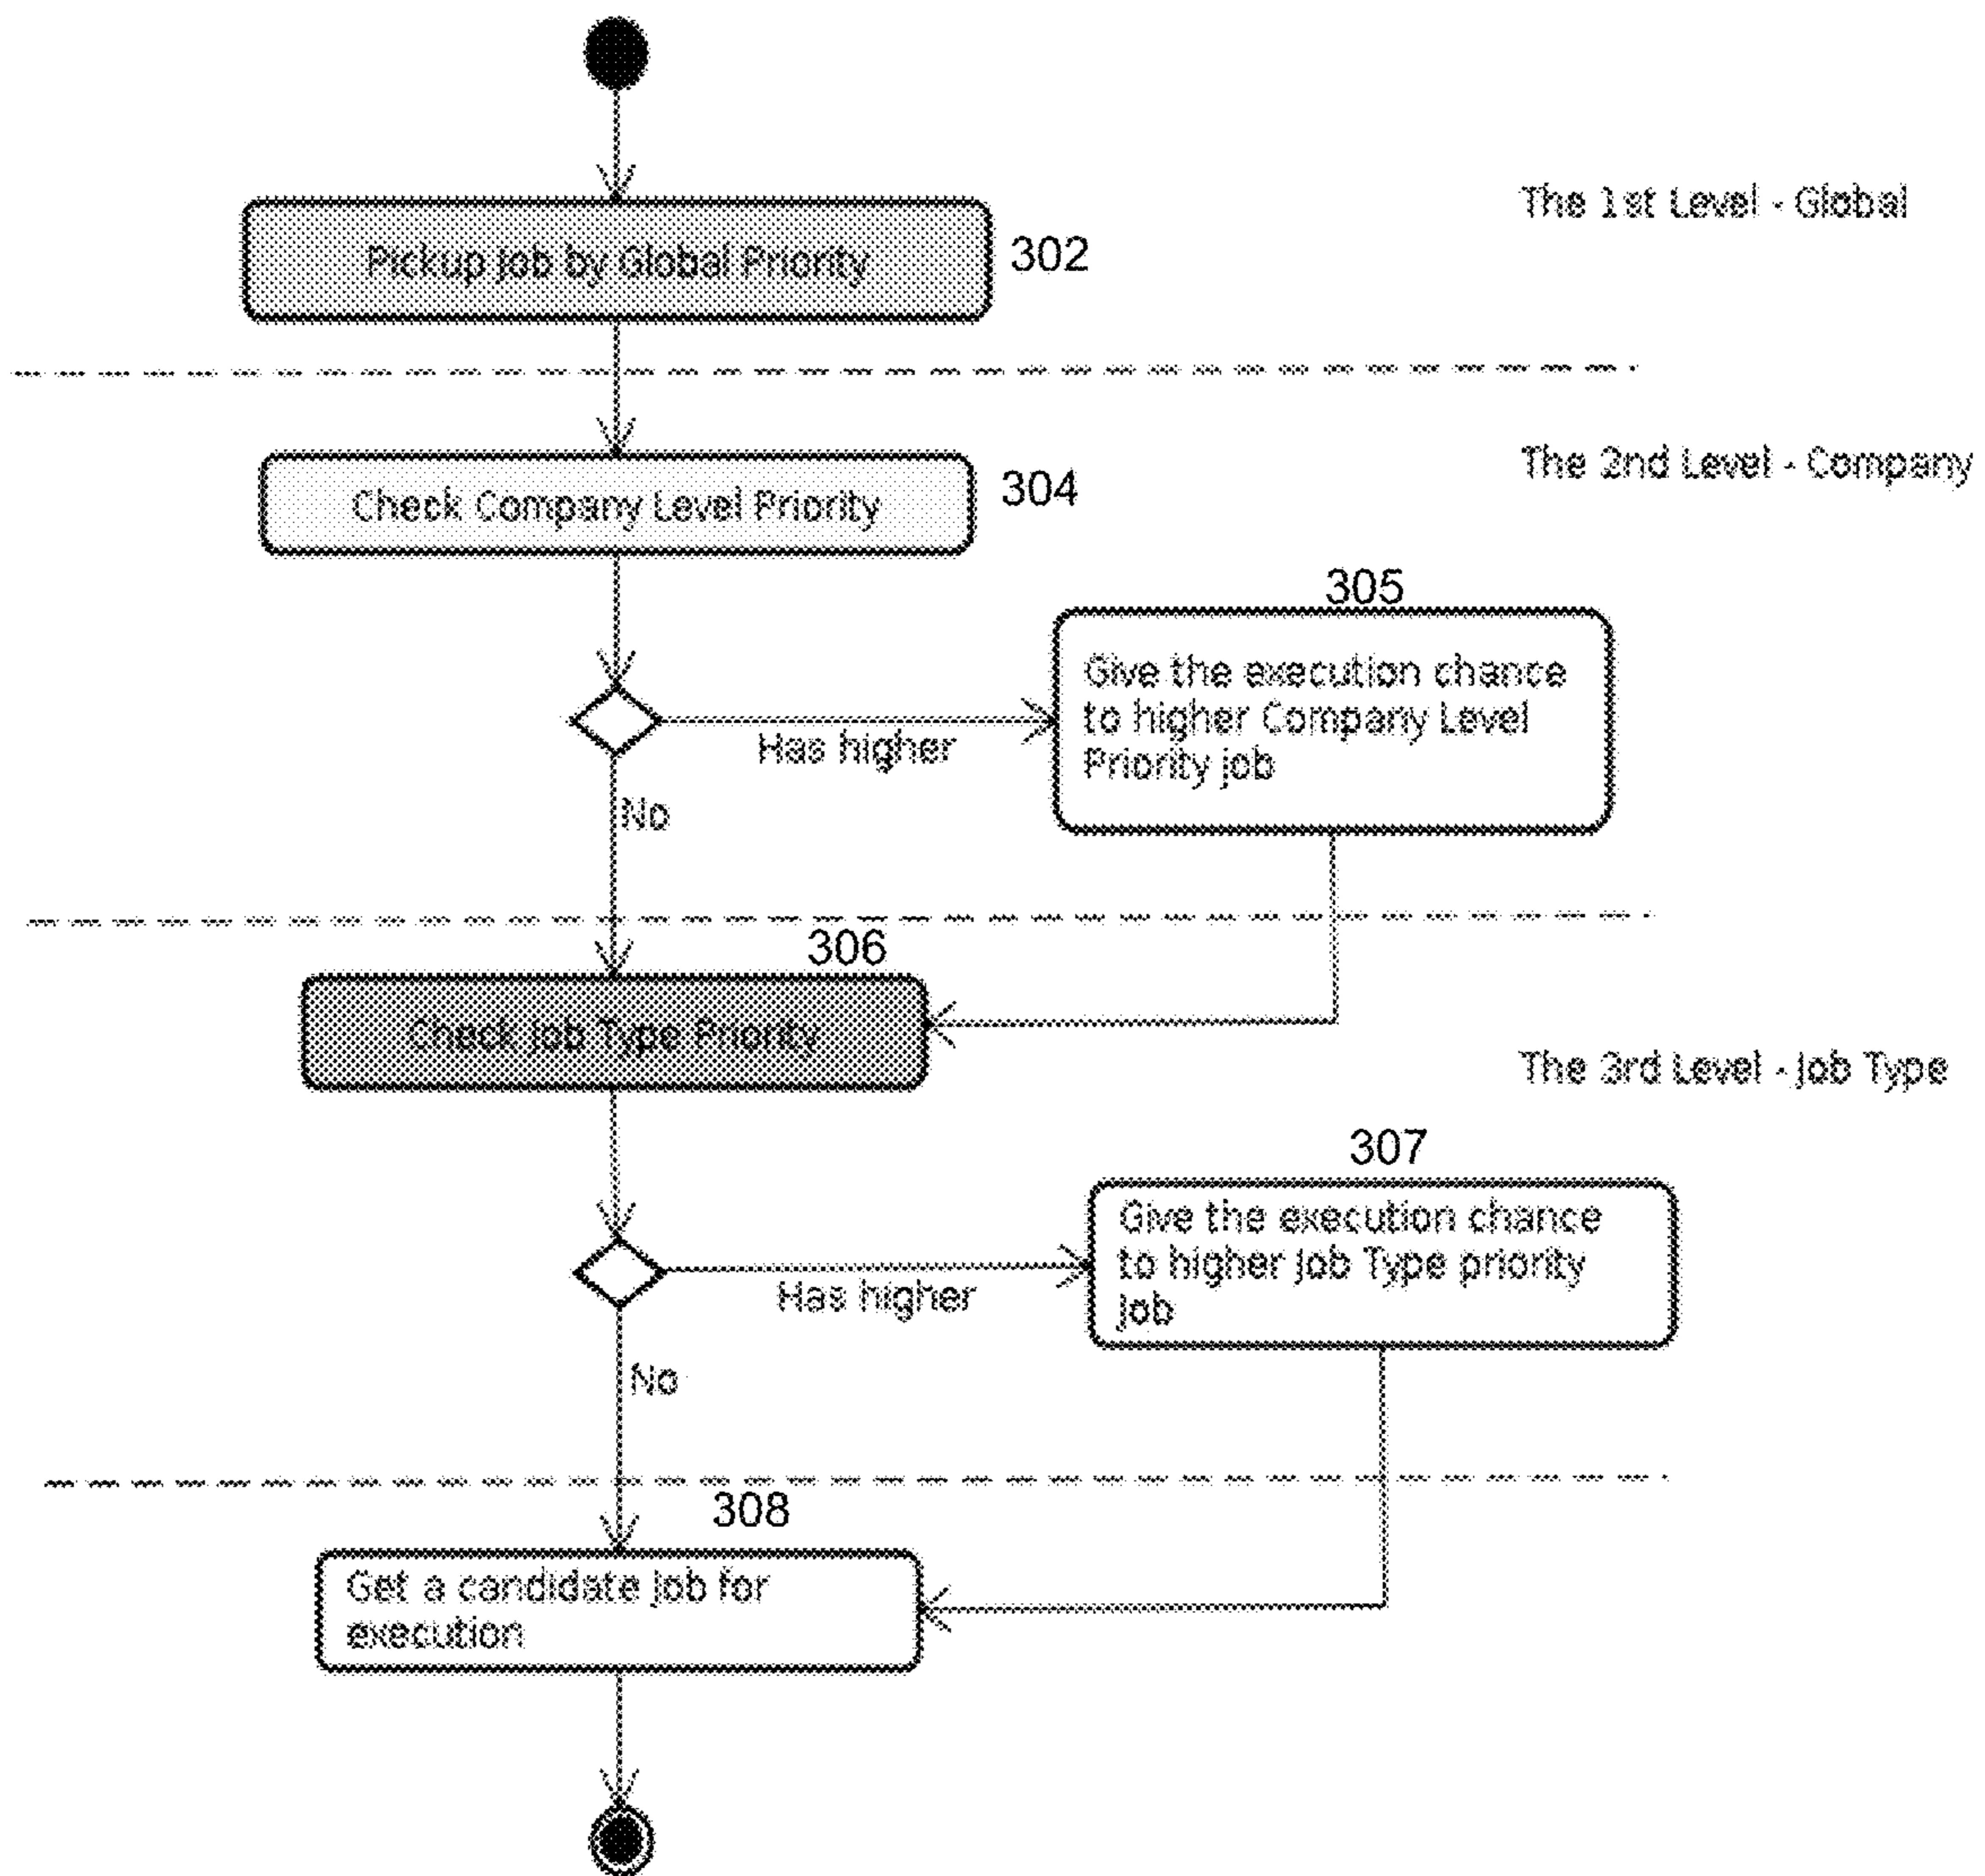 The 1st Level - Global
Pickup Job by Global Priority
302
The 2nd Level - Company
Check Company Level Priority
304
305
Give the execution chance
to higher Company Level
Priority job
Has higher
No
306
Check Job Type Priority
The 3rd Level - Job Type
307
Give the execution chance
to higher Job Type priority
Job
Has higher
No
308
Get a candidate Job for
execution